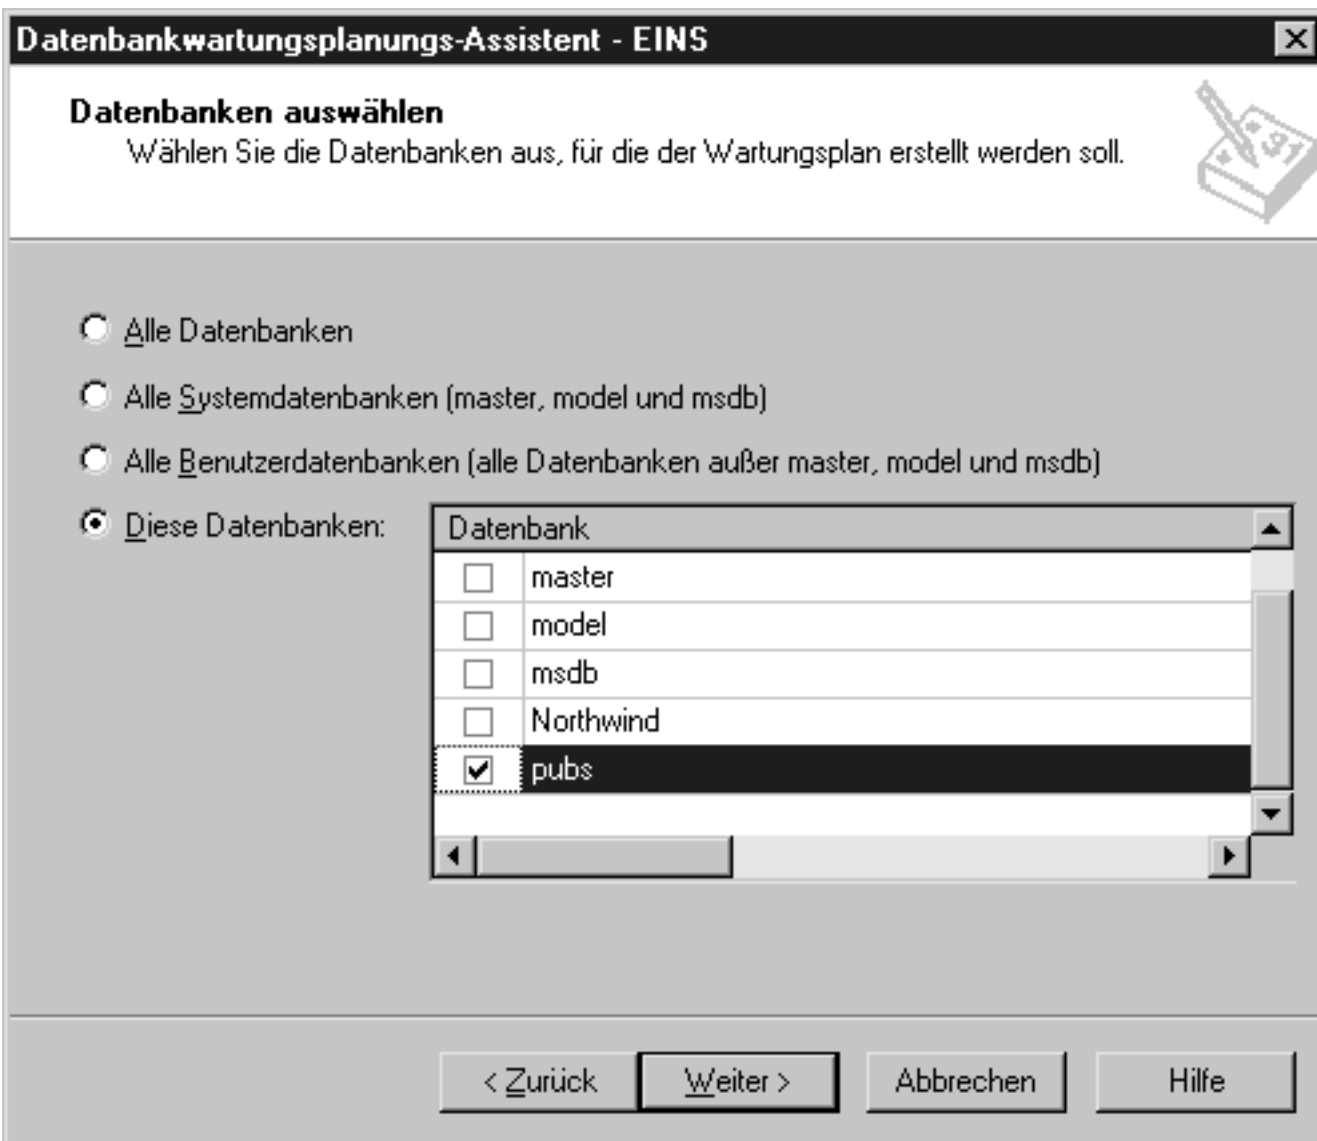 Datenbankwartungsplanungs-Assistent - EINS
Datenbanken auswählen
Wählen Sie die Datenbanken aus, für die der Wartungsplan erstellt werden soll.
31
Alle Datenbanken
Alle Systemdatenbanken (master, model und msdb)
Alle Benutzerdatenbanken (alle Datenbanken außer master, model und msdb)
Diese Datenbanken:
Datenbank
master
model
msdb
Northwind
pubs
< Zurück
Weiter >
Abbrechen
Hilfe